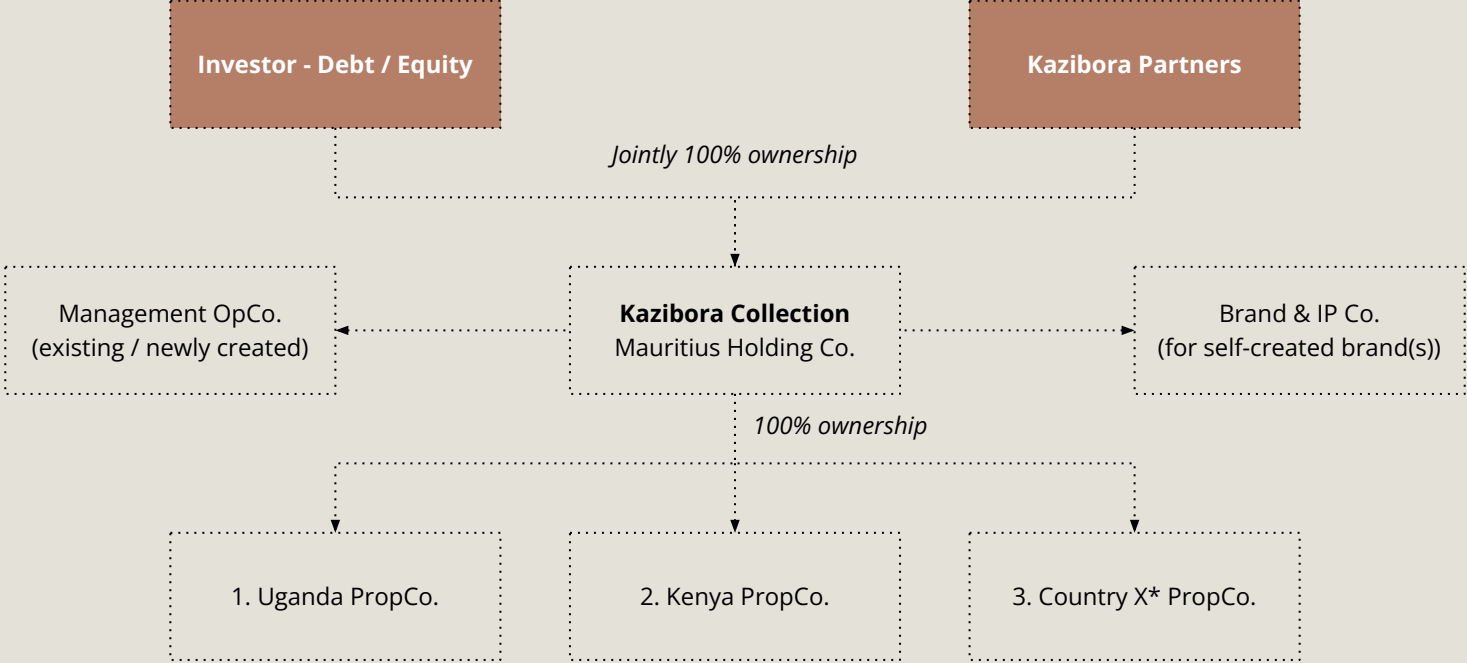 Investor - Debt / Equity
Kazibora Partners
Jointly 100% ownership
Management OpCo.
(existing / newly created)
Kazibora Collection
Mauritius Holding Co.
Brand & IP Co.
(for self-created brand(s))
100% ownership
1. Uganda PropCo.
2. Kenya PropCo.
3. Country X* PropCo.